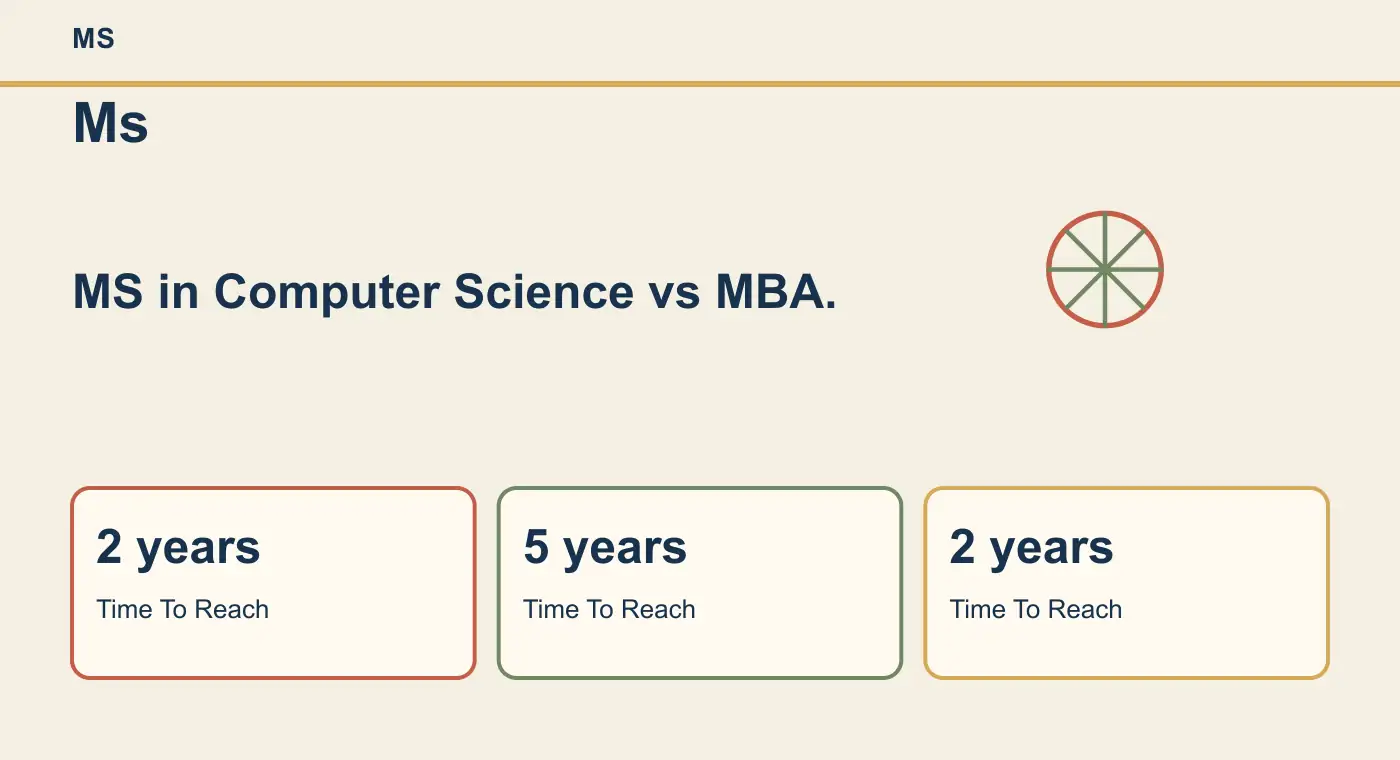 MS
Ms
MS in Computer Science vs MBA.
2 years
Time To Reach
5 years
Time To Reach
2 years
Time To Reach